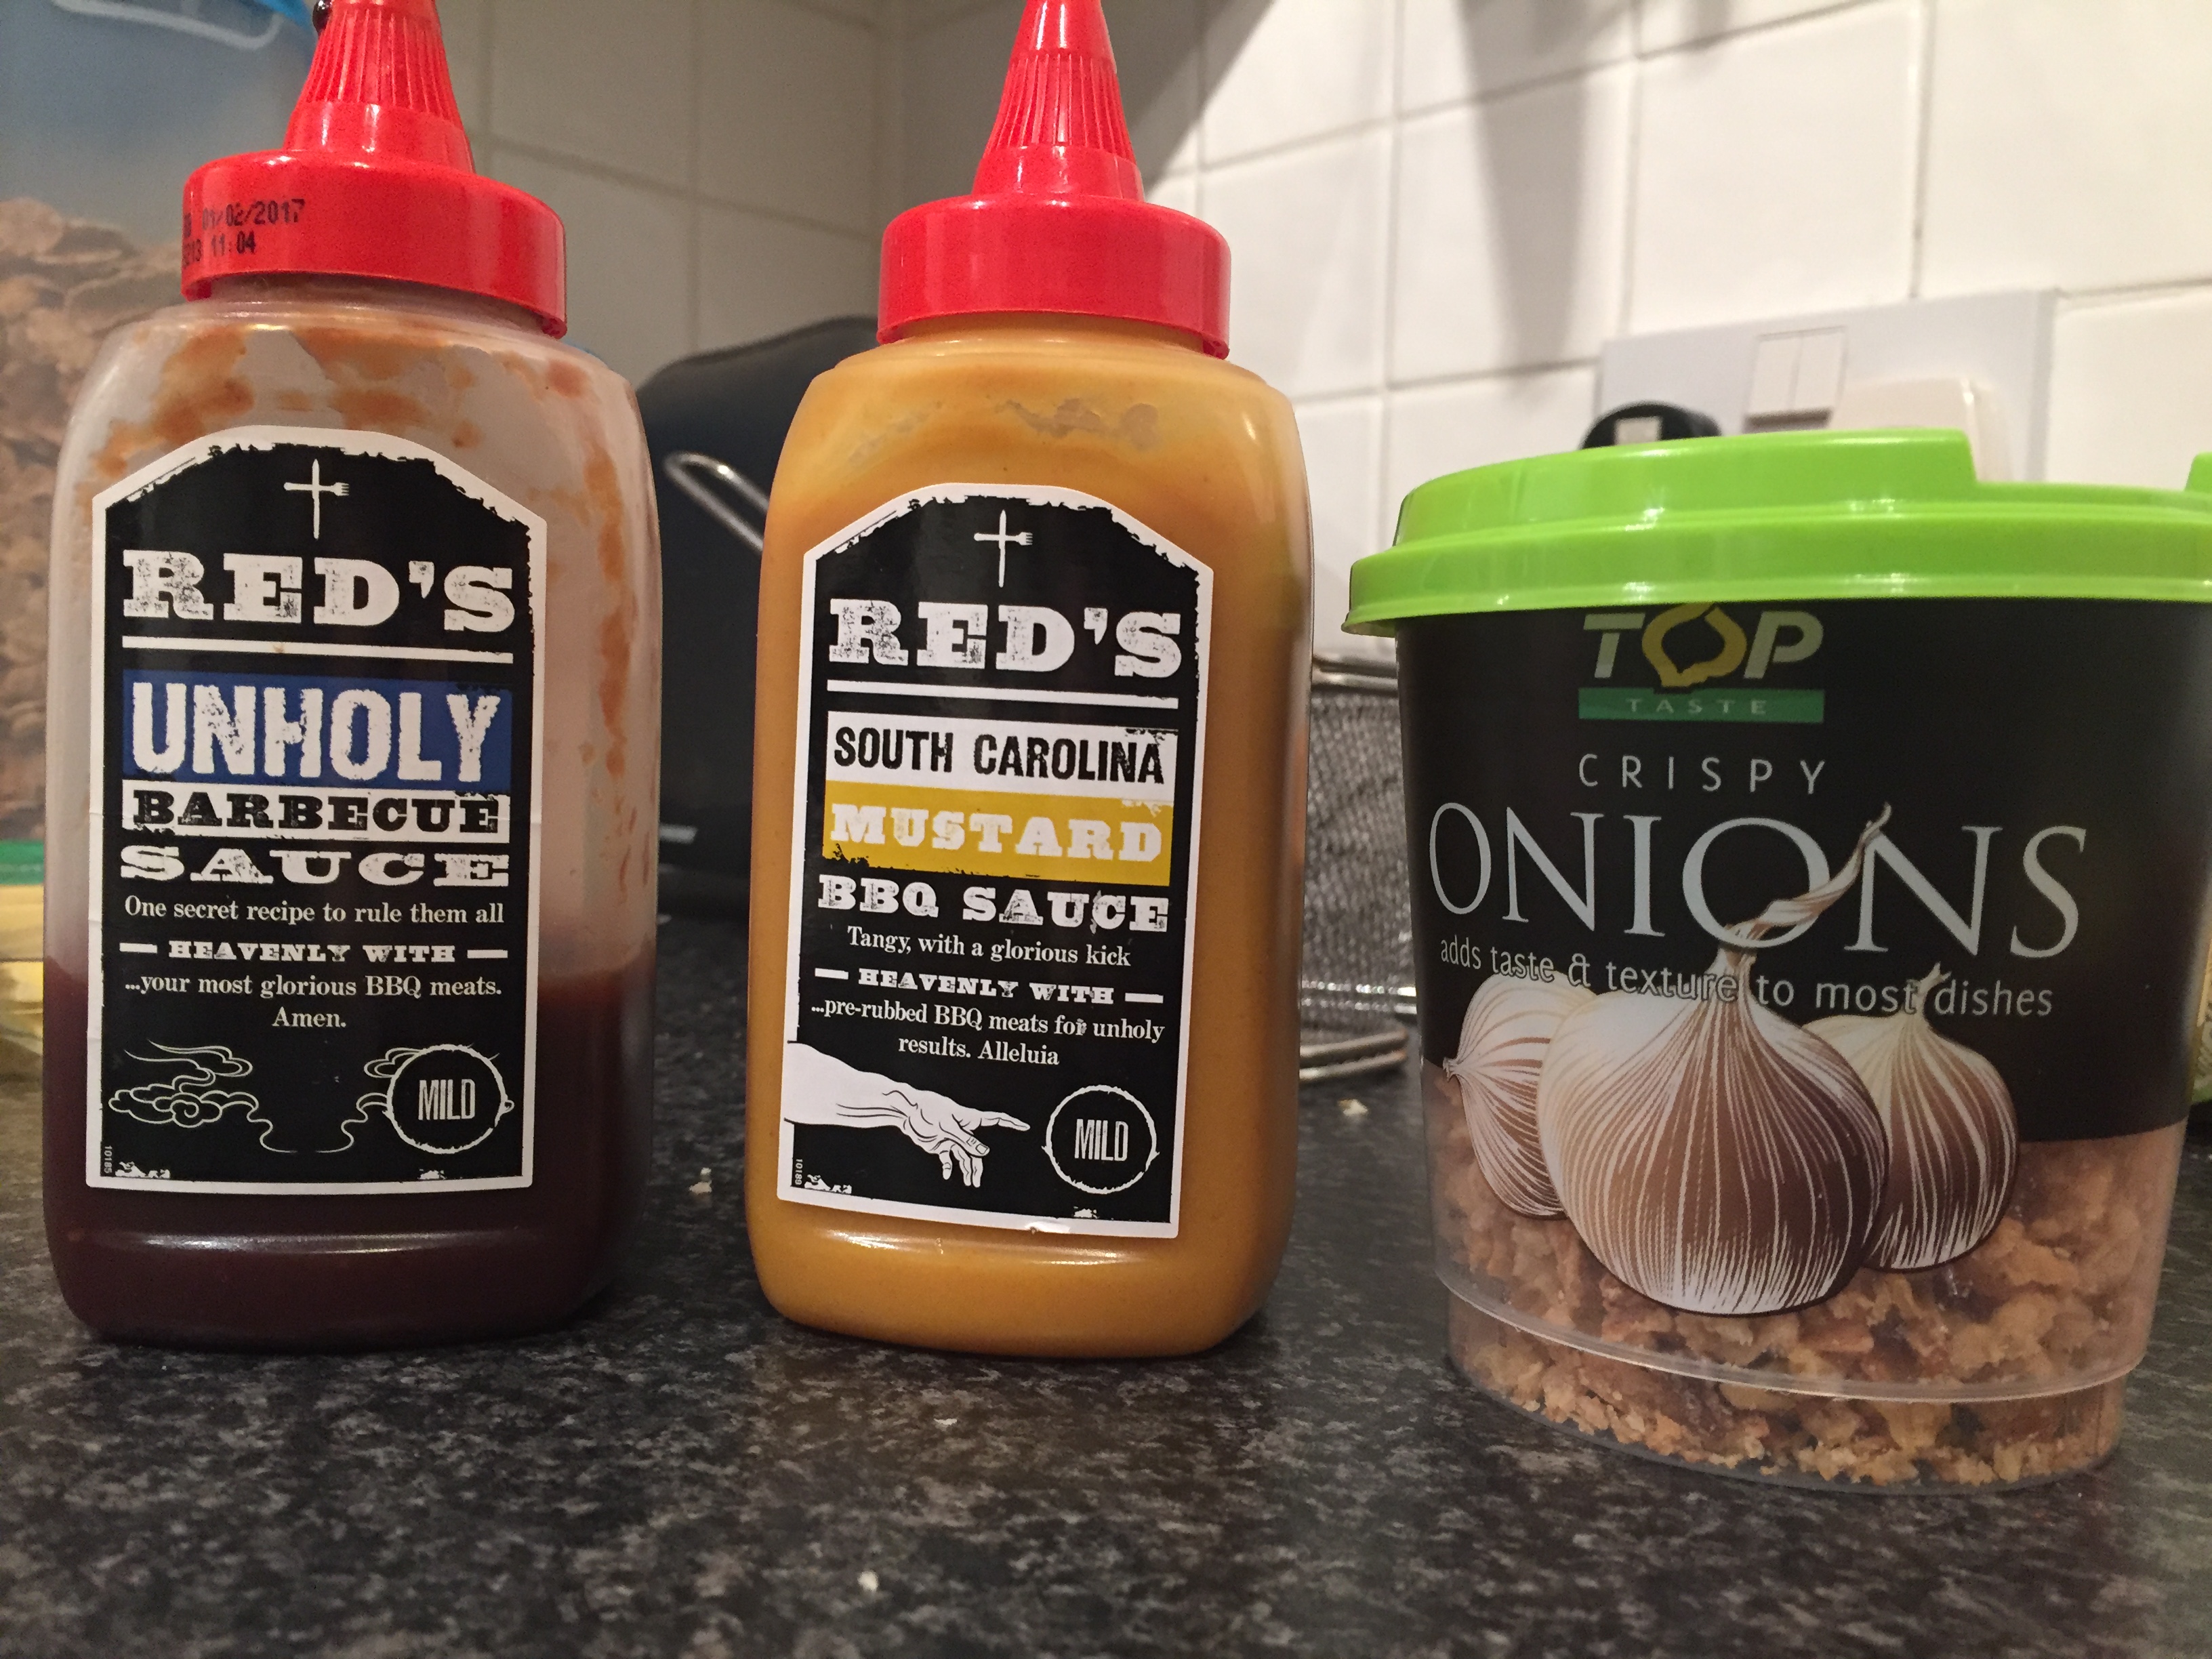 01/02/2017
11:04
RED'S
UNHOLY
BARBECUE
SAUCE
One secret recipe to rule them all
HEAVENLY WITH
...your most glorious BBQ meats.
Amen.
MILD
10185
RED'S
SOUTH CAROLINA
MUSTARD
BBQ SAUCE
Tangy, with a glorious kick
HEAVENLY WITH
...pre-rubbed BBQ meats for unholy
results. Alleluia
MILD
10189
TOP
TASTE
CRISPY
ONIONS
adds taste & texture to most dishes